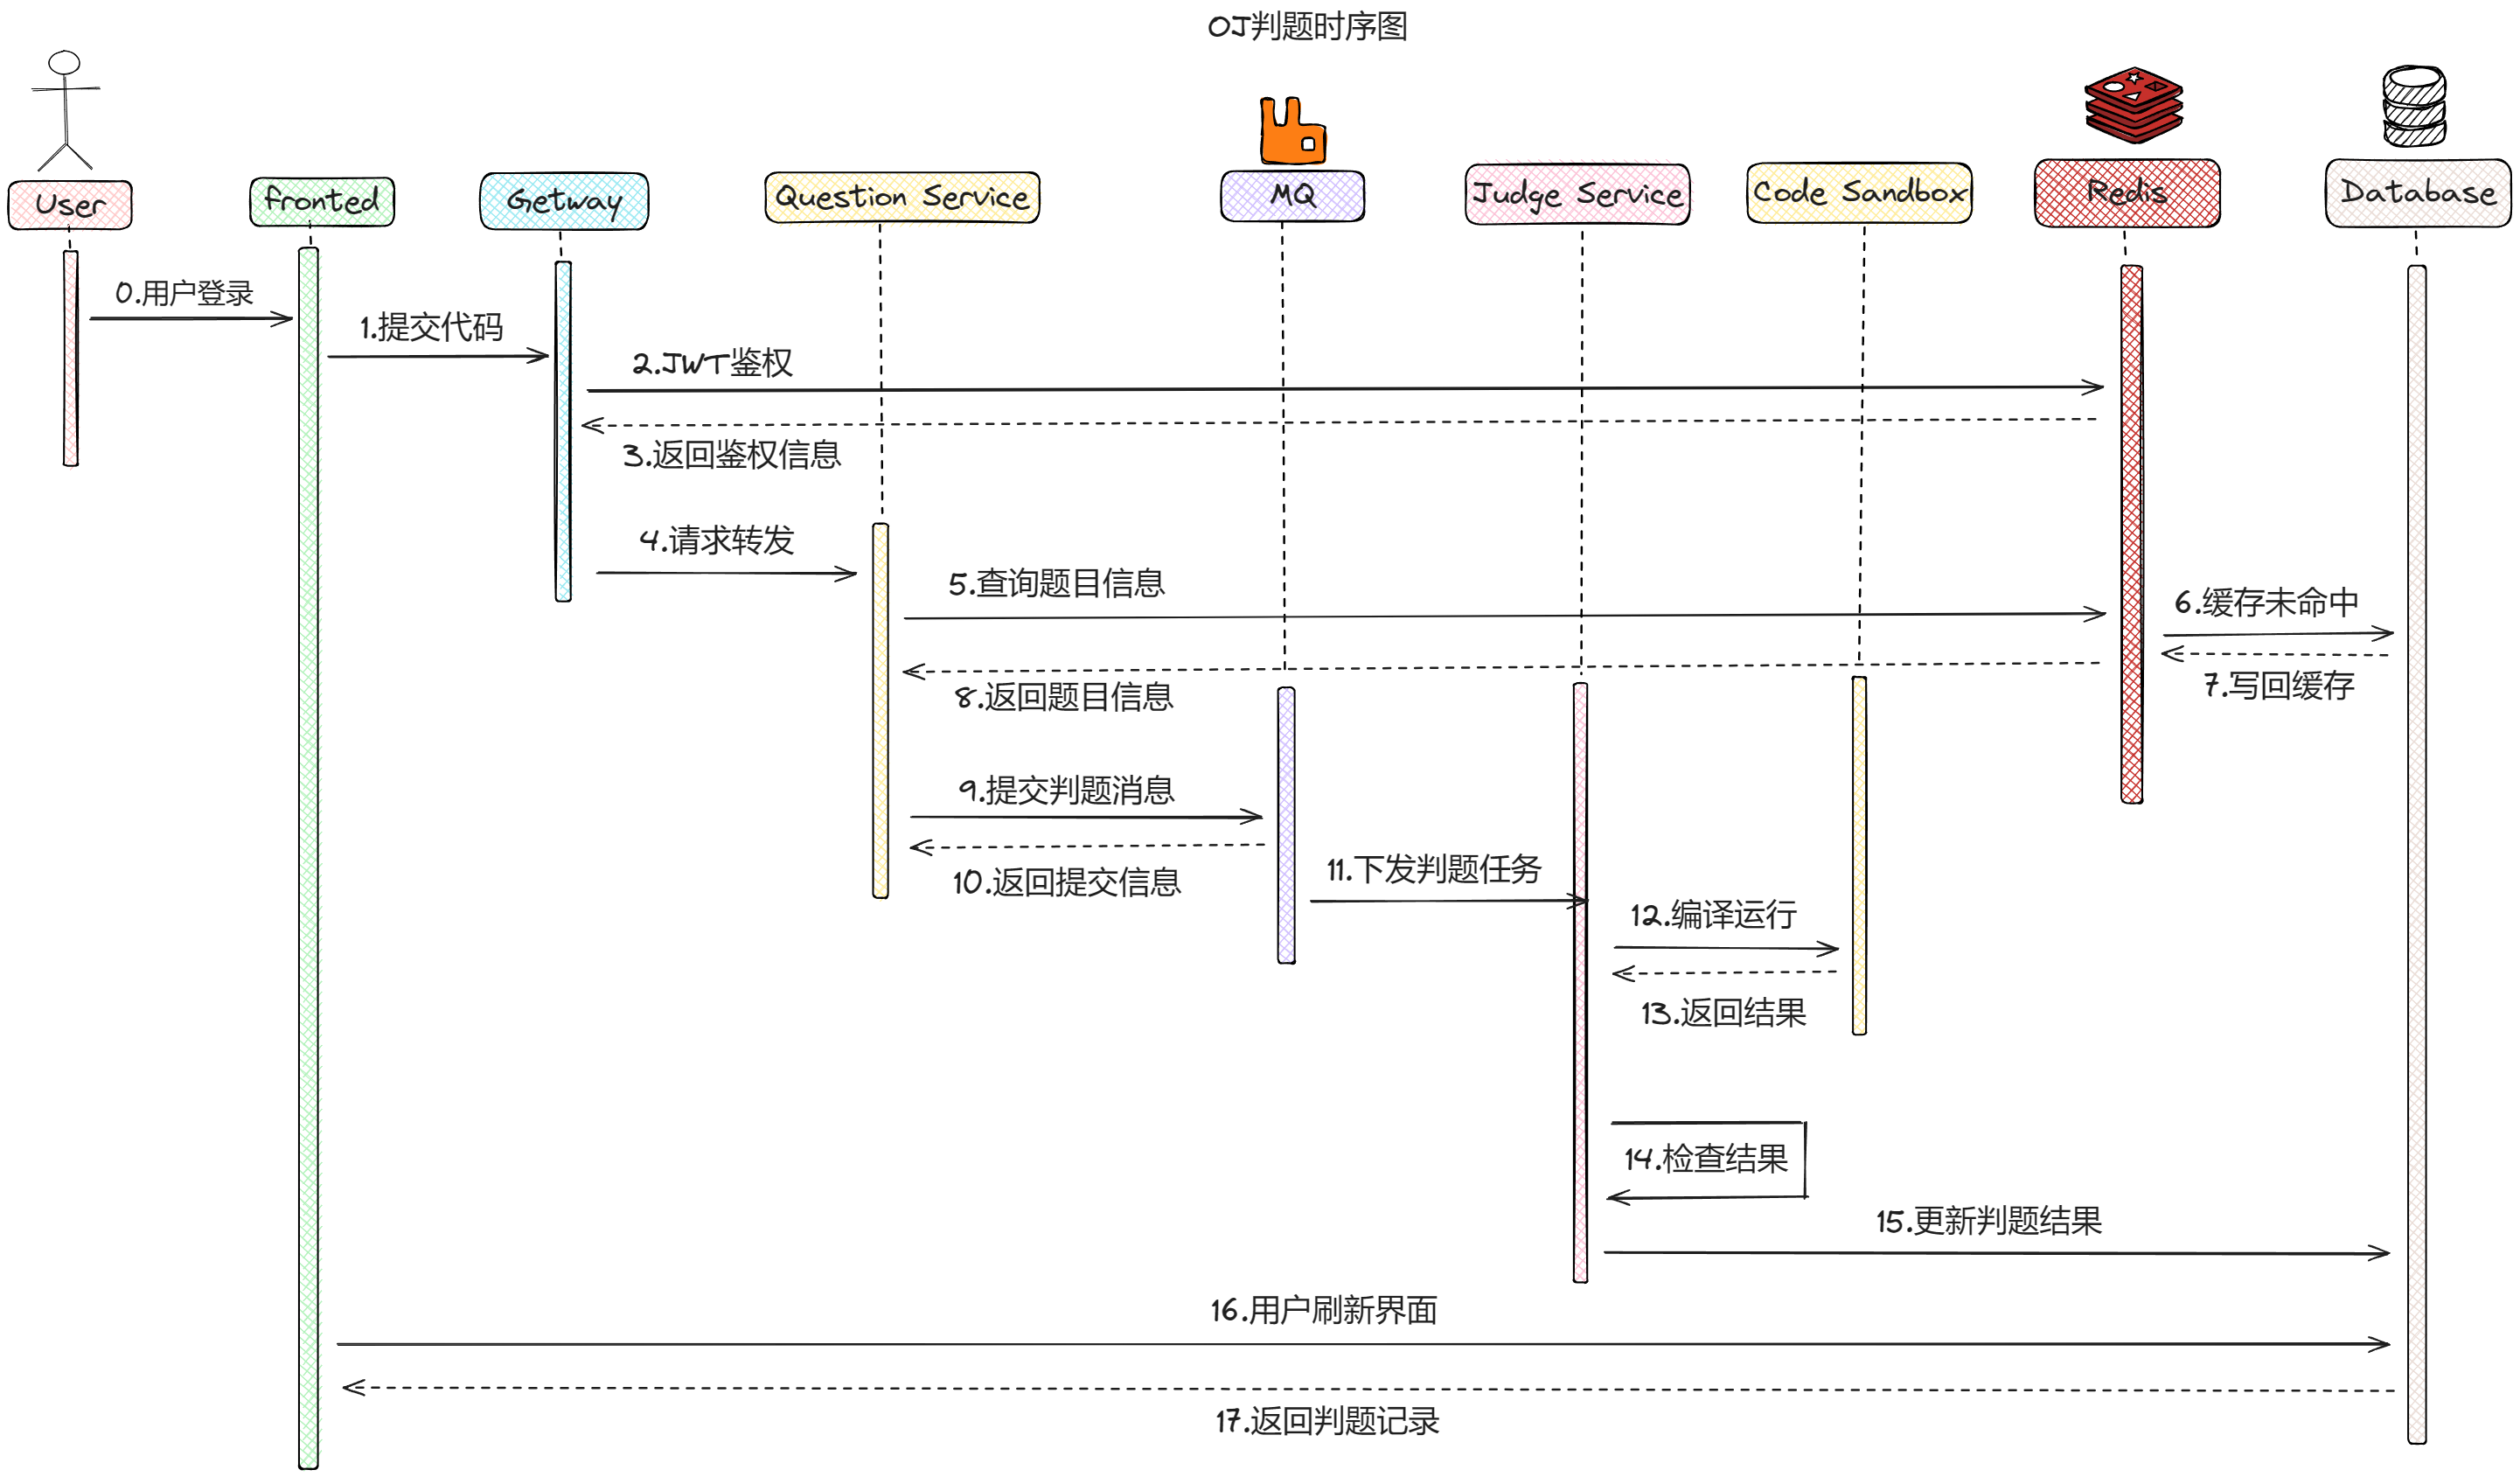 OJ判题时序图
User
fronted
Getway
Question Service
MQ
Judge Service
Code Sandbox
Redis
Database
0.用户登录
1.提交代码
2.JWT鉴权
3.返回鉴权信息
4.请求转发
5.查询题目信息
6.缓存未命中
7.写回缓存
8.返回题目信息
9.提交判题消息
10.返回提交信息
11.下发判题任务
12.编译运行
13.返回结果
14.检查结果
15.更新判题结果
16.用户刷新界面
17.返回判题记录